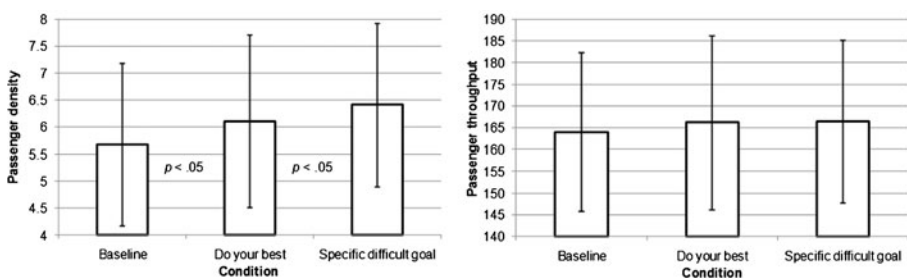 Passenger density
8
7.5
7
6.5
6
5.5
5
4.5
4
p < .05
p < .05
Baseline
Do your best
Specific difficult goal
Condition
Passenger throughput
190
185
180
175
170
165
160
155
150
145
140
Baseline
Do your best
Specific difficult goal
Condition